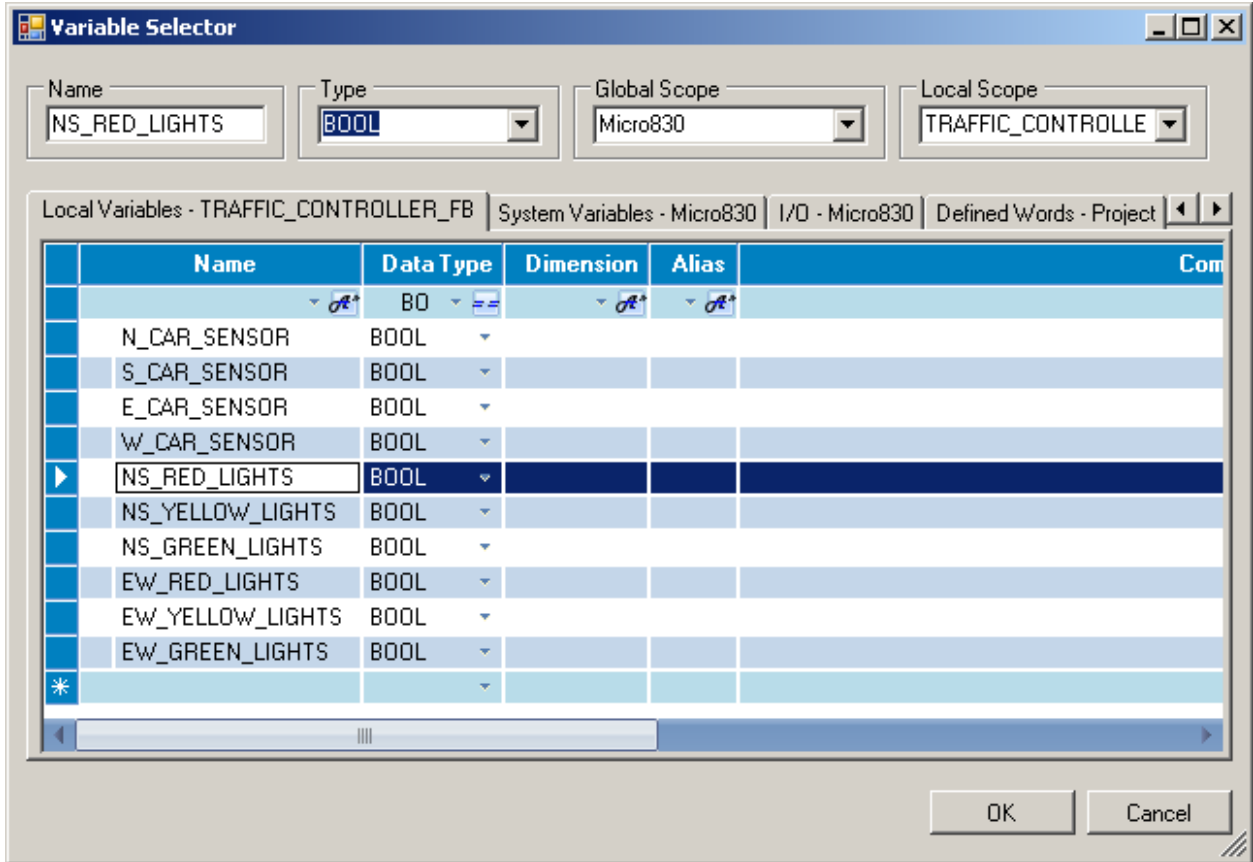 Variable Selector
Name Type Global Scope Local Scope
NS_RED_LIGHTS BOOL Micro830 TRAFFIC_CONTROLLE
Local Variables - TRAFFIC_CONTROLLER_FB System Variables - Micro830 I/O - Micro830 Defined Words - Project
Name Data Type Dimension Alias Com
BO ==
N_CAR_SENSOR BOOL
S_CAR_SENSOR BOOL
E_CAR_SENSOR BOOL
W_CAR_SENSOR BOOL
NS_RED_LIGHTS BOOL
NS_YELLOW_LIGHTS BOOL
NS_GREEN_LIGHTS BOOL
EW_RED_LIGHTS BOOL
EW_YELLOW_LIGHTS BOOL
EW_GREEN_LIGHTS BOOL
OK Cancel